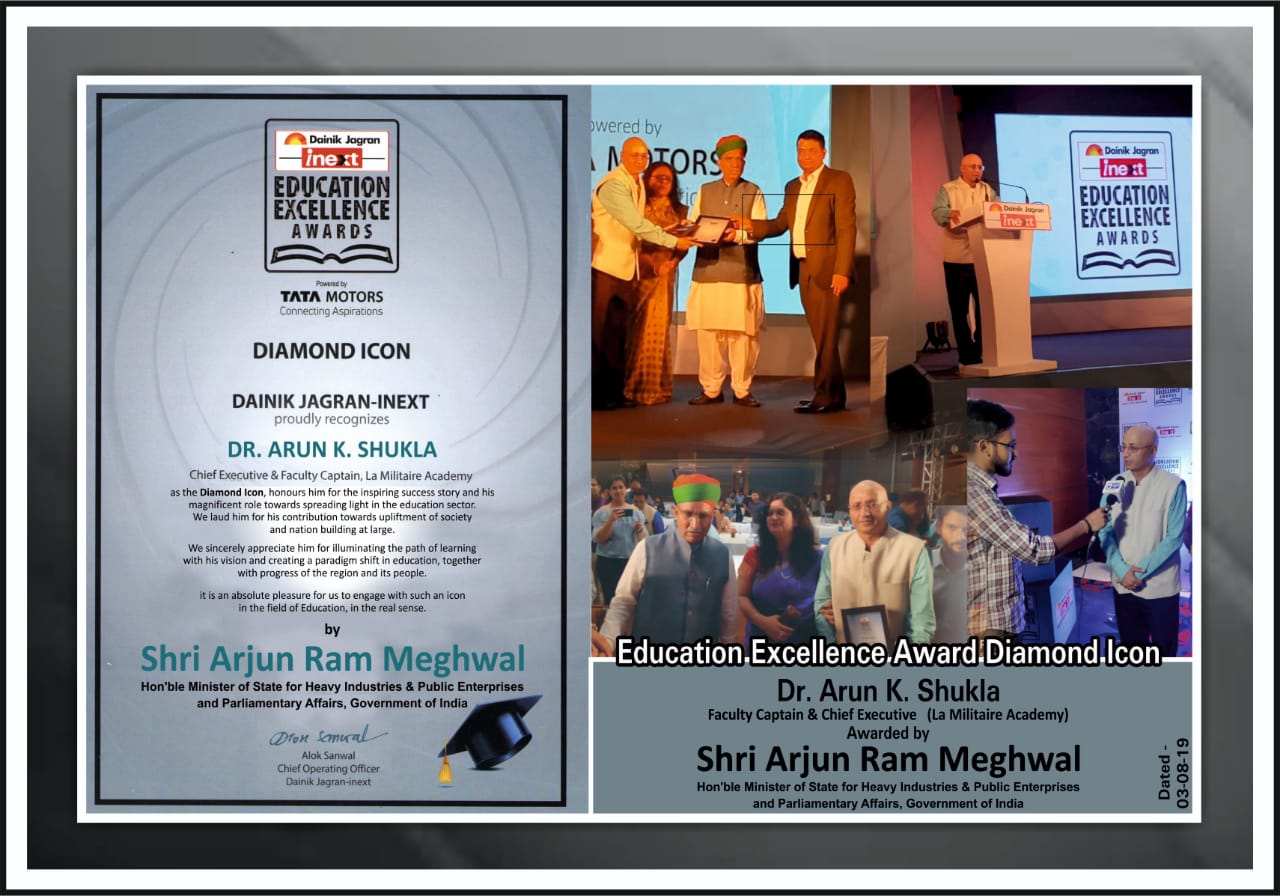 Dainik Jagran
inext
EDUCATION
EXCELLENCE
AWARDS
Powered by
TATA MOTORS
Connecting Aspirations
DIAMOND ICON
DAINIK JAGRAN-INEXT
proudly recognizes
DR. ARUN K. SHUKLA
Chief Executive & Faculty Captain, La Militaire Academy
as the Diamond Icon, honours him for the inspiring success story and his
magnificent role towards spreading light in the education sector.
We laud him for his contribution towards upliftment of society
and nation building at large.
We sincerely appreciate him for illuminating the path of learning
with his vision and creating a paradigm shift in education, together
with progress of the region and its people.
it is an absolute pleasure for us to engage with such an icon
in the field of Education, in the real sense.
by
Shri Arjun Ram Meghwal
Hon'ble Minister of State for Heavy Industries & Public Enterprises
and Parliamentary Affairs, Government of India
Alok Sanwal
Alok Sanwal
Chief Operating Officer
Dainik Jagran-inext
owered by
A MOTORS
Dainik Jagran
inext
EDUCATION
EXCELLENCE
AWARDS
Dainik Jagran
inext
Education Excellence Award Diamond Icon
Dr. Arun K. Shukla
Faculty Captain & Chief Executive (La Militaire Academy)
Awarded by
Shri Arjun Ram Meghwal
Hon'ble Minister of State for Heavy Industries & Public Enterprises
and Parliamentary Affairs, Government of India
Dated -
03-08-19